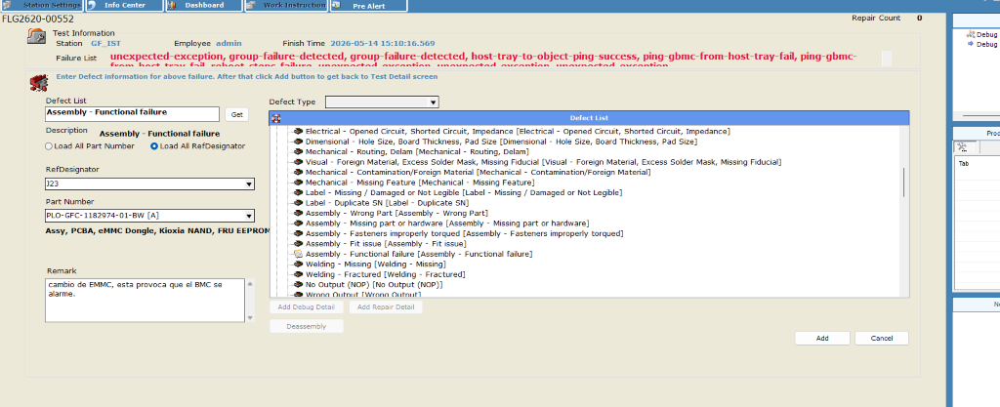 Station Settings
Info Center
Dashboard
Work Instruction
Pre Alert
FLG2620-00552
Repair Count 0
Test Information
Station GF_IST Employee admin Finish Time 2026-05-14 15:10:16.569
Failure List unexpected-exception, group-failure-detected, group-failure-detected, host-tray-to-object-ping-success, ping-gbmc-from-host-tray-fail, ping-gbmc-
from-host-tray-fail, reboot-steps-failure, unexpected-exception, unexpected-exception, unexpected-exception
Enter Defect information for above failure. After that click Add button to get back to Test Detail screen
Defect List
Assembly - Functional failure
Get
Description Assembly - Functional failure
Load All Part Number Load All RefDesignator
RefDesignator
J23
Part Number
PLO-GFC-1182974-01-BW [A]
Assy, PCBA, eMMC Dongle, Kioxia NAND, FRU EEPROM
Remark
cambio de EMMC, esta provoca que el BMC se
alarme.
Defect Type
Defect List
Electrical - Opened Circuit, Shorted Circuit, Impedance [Electrical - Opened Circuit, Shorted Circuit, Impedance]
Dimensional - Hole Size, Board Thickness, Pad Size [Dimensional - Hole Size, Board Thickness, Pad Size]
Mechanical - Routing, Delam [Mechanical - Routing, Delam]
Visual - Foreign Material, Excess Solder Mask, Missing Fiducial [Visual - Foreign Material, Excess Solder Mask, Missing Fiducial]
Mechanical - Contamination/Foreign Material [Mechanical - Contamination/Foreign Material]
Mechanical - Missing Feature [Mechanical - Missing Feature]
Label - Missing / Damaged or Not Legible [Label - Missing / Damaged or Not Legible]
Label - Duplicate SN [Label - Duplicate SN]
Assembly - Wrong Part [Assembly - Wrong Part]
Assembly - Missing part or hardware [Assembly - Missing part or hardware]
Assembly - Fasteners improperly torqued [Assembly - Fasteners improperly torqued]
Assembly - Fit issue [Assembly - Fit issue]
Assembly - Functional failure [Assembly - Functional failure]
Welding - Missing [Welding - Missing]
Welding - Fractured [Welding - Fractured]
No Output (NOP) [No Output (NOP)]
Wrong Output [Wrong Output]
Add Debug Detail
Add Repair Detail
Deassembly
Add
Cancel
Debug
Debug
Proc
Tab